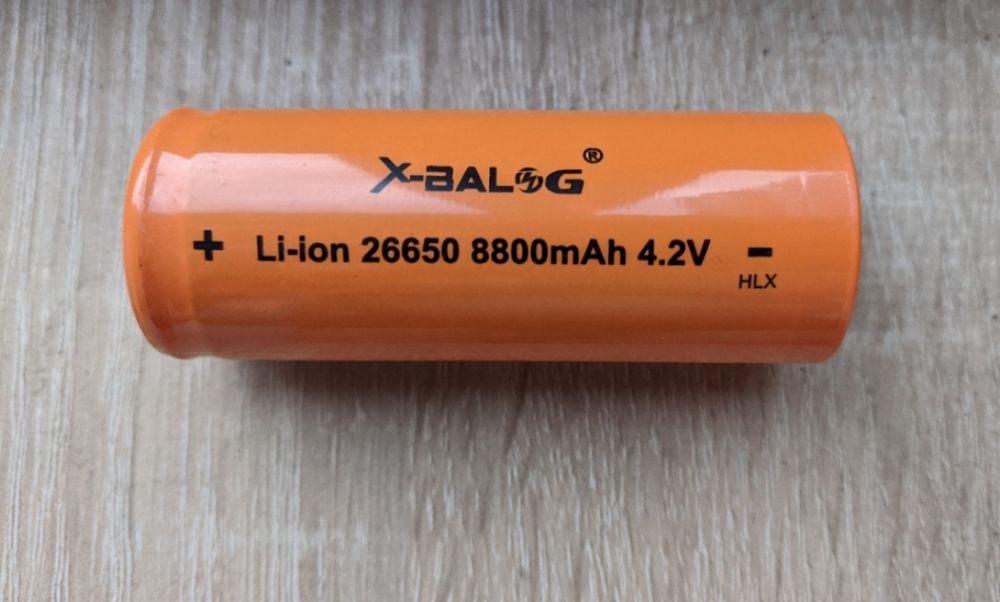 X-BALOG®
+ Li-ion 26650 8800mAh 4.2V -
HLX